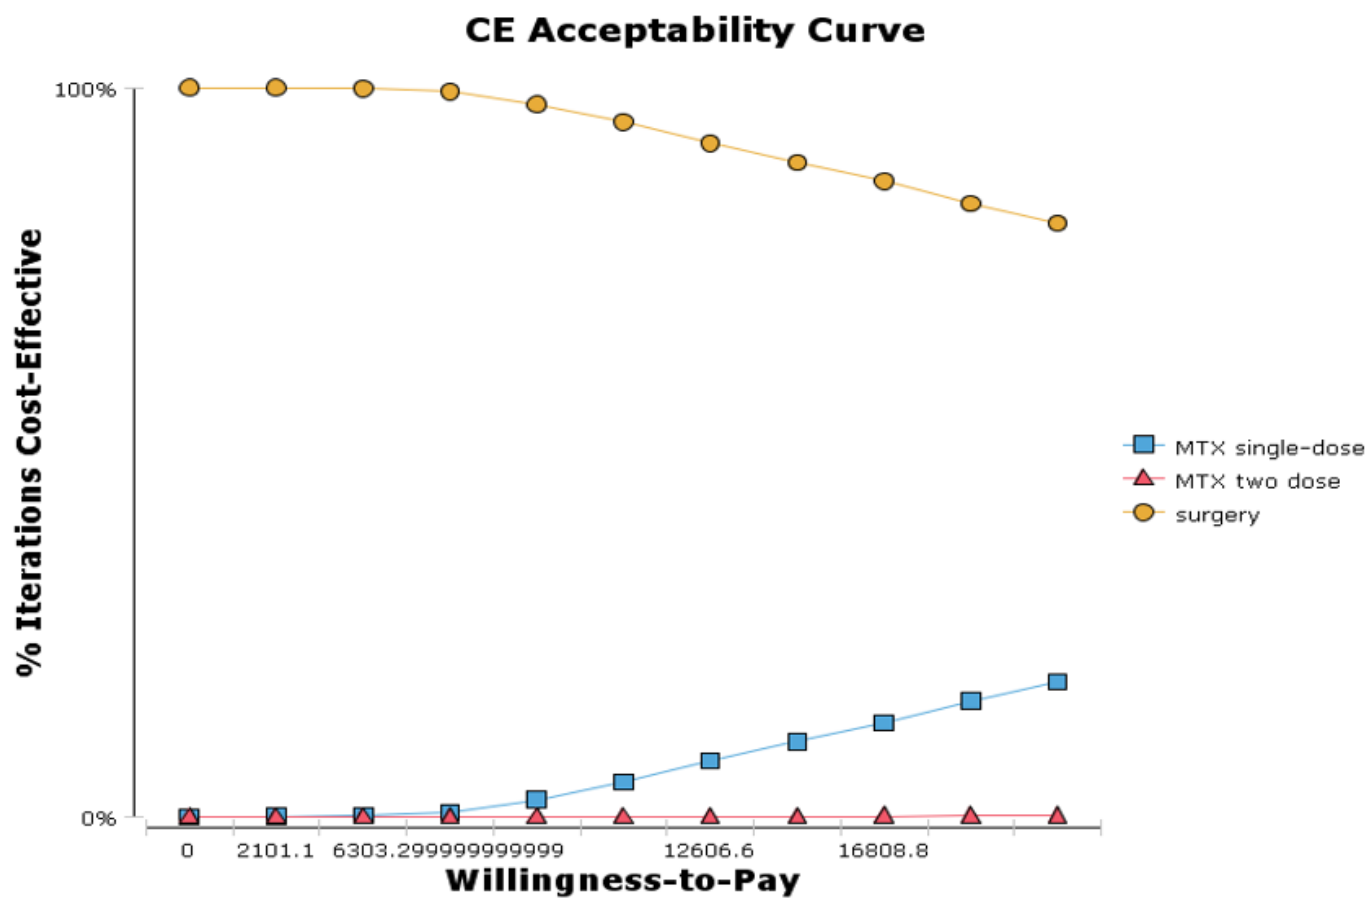 CE Acceptability Curve
100%
% Iterations Cost-Effective
MTX single-dose
MTX two dose
surgery
0%
0 2101.1 6303.299999999999 12606.6 16808.8
Willingness-to-Pay